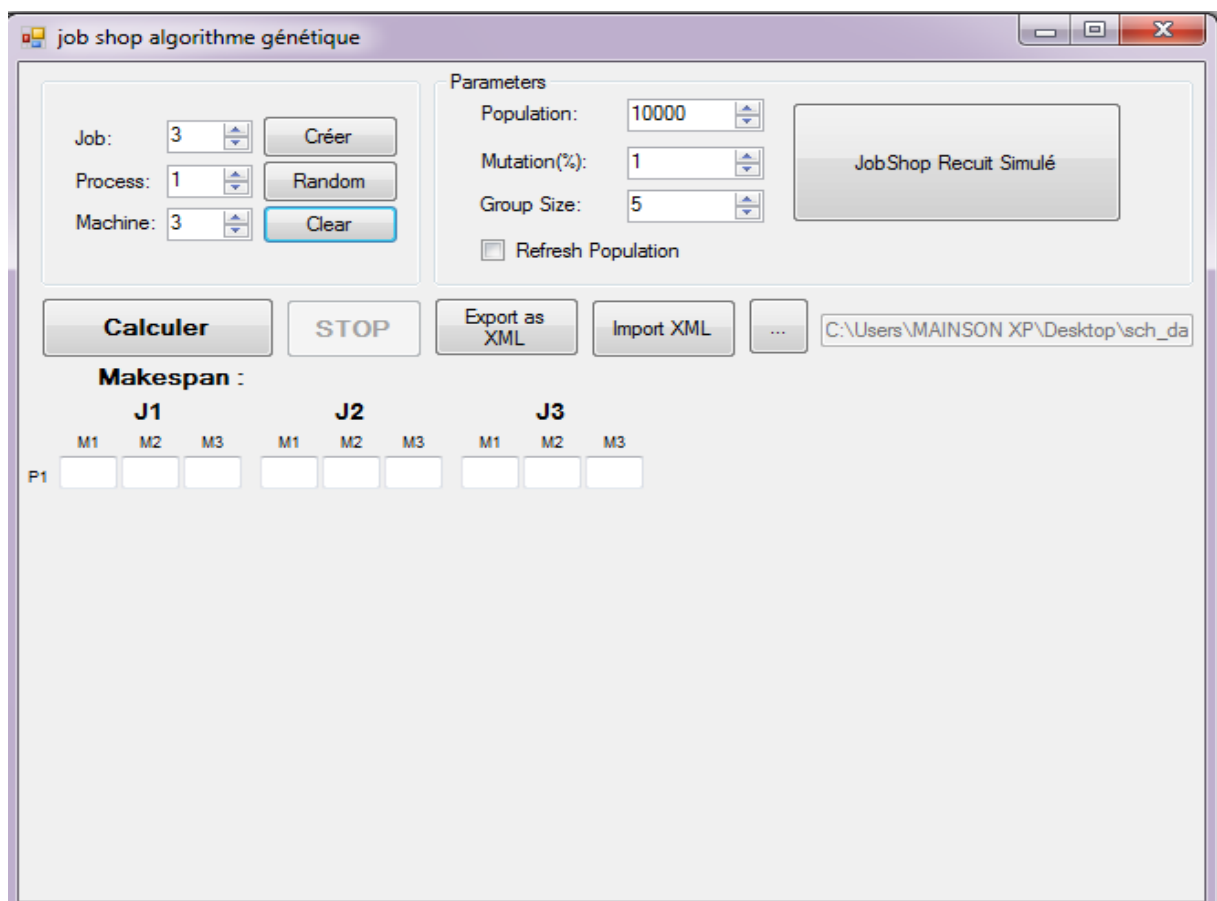 job shop algorithme génétique
Job: 3 Créer
Process: 1 Random
Machine: 3 Clear
Parameters
Population: 10000
Mutation(%): 1
Group Size: 5
Refresh Population
JobShop Recuit Simulé
Calculer STOP Export as XML Import XML ... C:\Users\MAINSON XP\Desktop\sch_da
Makespan :
J1 J2 J3
M1 M2 M3 M1 M2 M3 M1 M2 M3
P1